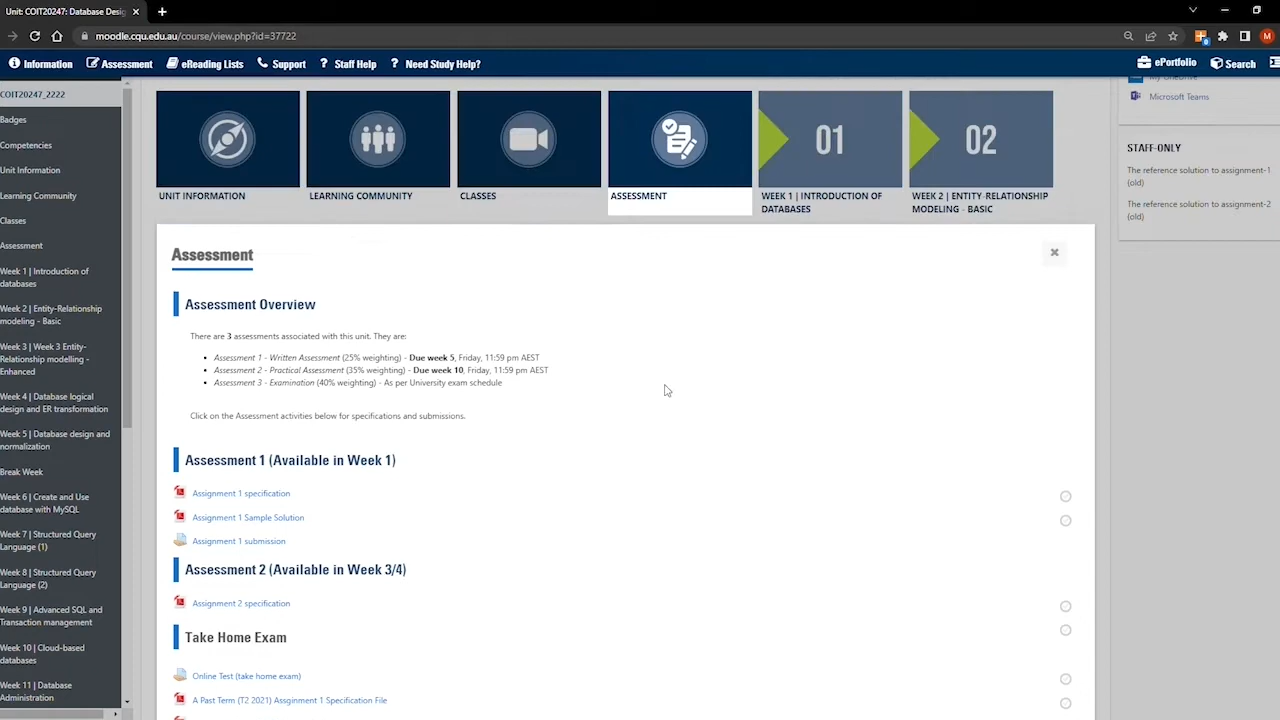 Unit COIT20247: Database Desig
moodle.cqu.edu.au/course/view.php?id=37722
M
Information
Assessment
eReading Lists
Support
? Staff Help
? Need Study Help?
ePortfolio
Search
COIT20247_2222
Badges
Competencies
Unit Information
Learning Community
Classes
Assessment
Week 1 | Introduction of
databases
Week 2 | Entity-Relationship
modeling - Basic
Week 3 | Week 3 Entity-
Relationship modelling -
Enhanced
Week 4 | Database logical
design and ER transformation
Week 5 | Database design and
normalization
Break Week
Week 6 | Create and Use
database with MySQL
Week 7 | Structured Query
Language (1)
Week 8 | Structured Query
Language (2)
Week 9 | Advanced SQL and
Transaction management
Week 10 | Cloud-based
databases
Week 11 | Database
Administration
UNIT INFORMATION
LEARNING COMMUNITY
CLASSES
ASSESSMENT
01
WEEK 1 | INTRODUCTION OF
DATABASES
02
WEEK 2 | ENTITY-RELATIONSHIP
MODELING - BASIC
Assessment
Assessment Overview
There are 3 assessments associated with this unit. They are:
• Assessment 1 - Written Assessment (25% weighting) - Due week 5, Friday, 11:59 pm AEST
• Assessment 2 - Practical Assessment (35% weighting) - Due week 10, Friday, 11:59 pm AEST
• Assessment 3 - Examination (40% weighting) - As per University exam schedule
Click on the Assessment activities below for specifications and submissions.
Assessment 1 (Available in Week 1)
Assignment 1 specification
Assignment 1 Sample Solution
Assignment 1 submission
Assessment 2 (Available in Week 3/4)
Assignment 2 specification
Take Home Exam
Online Test (take home exam)
A Past Term (T2 2021) Assginment 1 Specification File
My OneDrive
Microsoft Teams
STAFF-ONLY
The reference solution to assignment-1
(old)
The reference solution to assignment-2
(old)